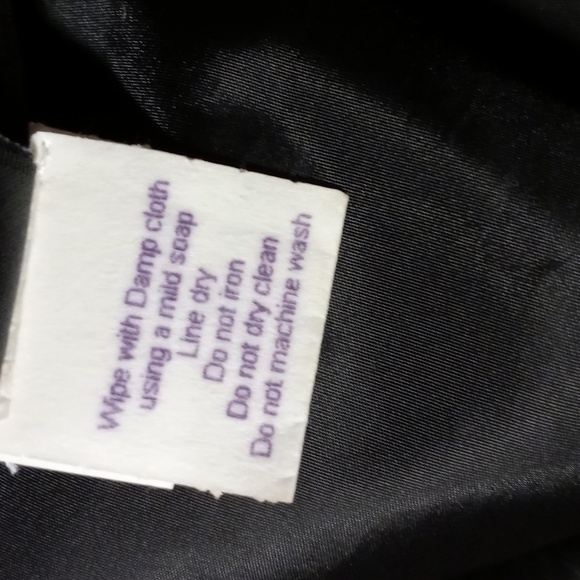 Wipe with Damp cloth
using a mild soap
Line dry
Do not iron
Do not dry clean
Do not machine wash